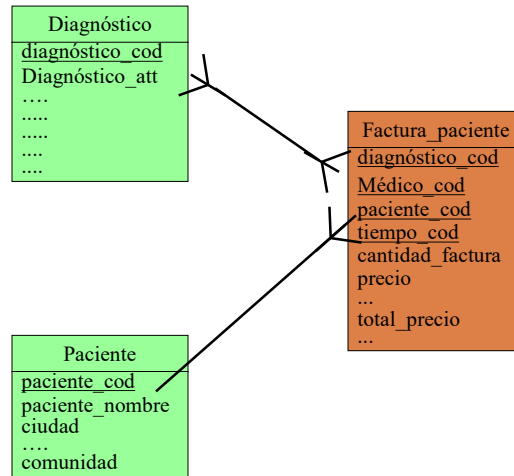 Diagnóstico
diagnóstico_cod
Diagnóstico_att
....
.....
.....
....
....
Factura_paciente
diagnóstico_cod
Médico_cod
paciente_cod
tiempo_cod
cantidad_factura
precio
...
total_precio
...
Paciente
paciente_cod
paciente_nombre
ciudad
....
comunidad